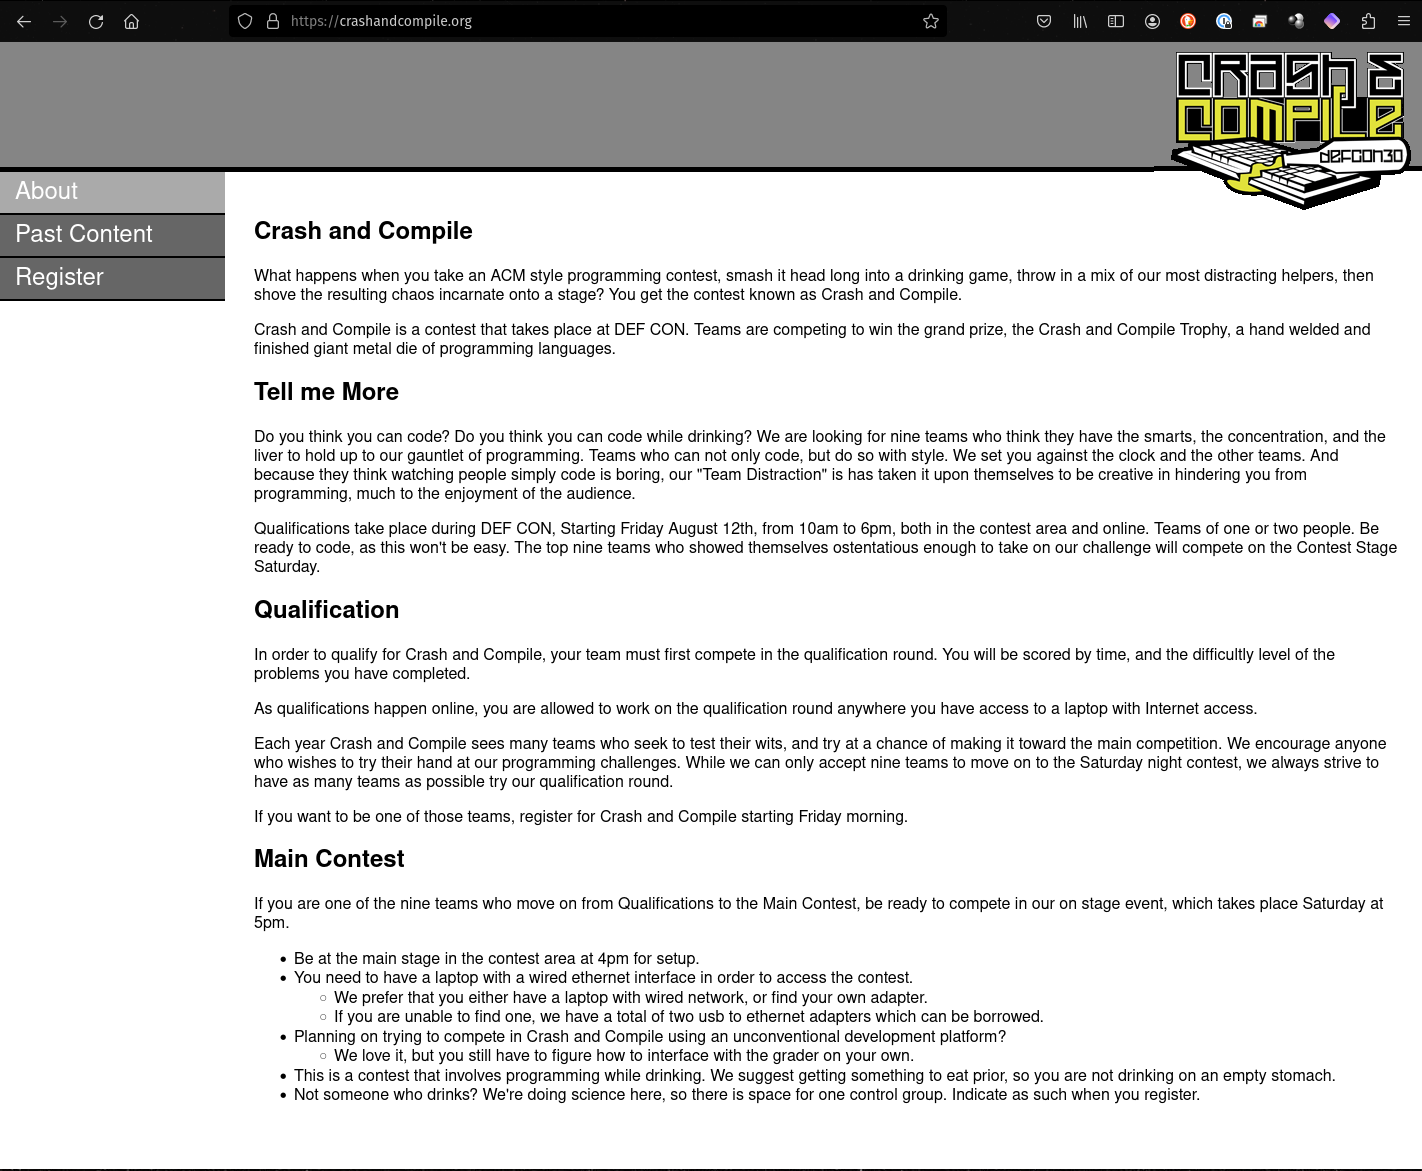 https://crashandcompile.org
CRASH &
COMPILE
DEFCON30
About
Past Content
Register
Crash and Compile
What happens when you take an ACM style programming contest, smash it head long into a drinking game, throw in a mix of our most distracting helpers, then
shove the resulting chaos incarnate onto a stage? You get the contest known as Crash and Compile.
Crash and Compile is a contest that takes place at DEF CON. Teams are competing to win the grand prize, the Crash and Compile Trophy, a hand welded and
finished giant metal die of programming languages.
Tell me More
Do you think you can code? Do you think you can code while drinking? We are looking for nine teams who think they have the smarts, the concentration, and the
liver to hold up to our gauntlet of programming. Teams who can not only code, but do so with style. We set you against the clock and the other teams. And
because they think watching people simply code is boring, our "Team Distraction" is has taken it upon themselves to be creative in hindering you from
programming, much to the enjoyment of the audience.
Qualifications take place during DEF CON, Starting Friday August 12th, from 10am to 6pm, both in the contest area and online. Teams of one or two people. Be
ready to code, as this won't be easy. The top nine teams who showed themselves ostentatious enough to take on our challenge will compete on the Contest Stage
Saturday.
Qualification
In order to qualify for Crash and Compile, your team must first compete in the qualification round. You will be scored by time, and the difficultly level of the
problems you have completed.
As qualifications happen online, you are allowed to work on the qualification round anywhere you have access to a laptop with Internet access.
Each year Crash and Compile sees many teams who seek to test their wits, and try at a chance of making it toward the main competition. We encourage anyone
who wishes to try their hand at our programming challenges. While we can only accept nine teams to move on to the Saturday night contest, we always strive to
have as many teams as possible try our qualification round.
If you want to be one of those teams, register for Crash and Compile starting Friday morning.
Main Contest
If you are one of the nine teams who move on from Qualifications to the Main Contest, be ready to compete in our on stage event, which takes place Saturday at
5pm.
• Be at the main stage in the contest area at 4pm for setup.
• You need to have a laptop with a wired ethernet interface in order to access the contest.
○ We prefer that you either have a laptop with wired network, or find your own adapter.
○ If you are unable to find one, we have a total of two usb to ethernet adapters which can be borrowed.
• Planning on trying to compete in Crash and Compile using an unconventional development platform?
○ We love it, but you still have to figure how to interface with the grader on your own.
• This is a contest that involves programming while drinking. We suggest getting something to eat prior, so you are not drinking on an empty stomach.
• Not someone who drinks? We're doing science here, so there is space for one control group. Indicate as such when you register.